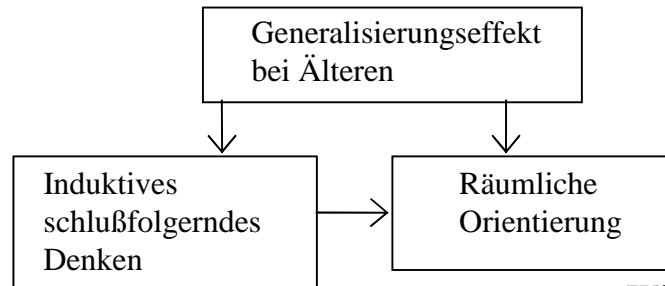 Generalisierungseffekt
bei Älteren
Induktives
schlußfolgerndes
Denken
Räumliche
Orientierung